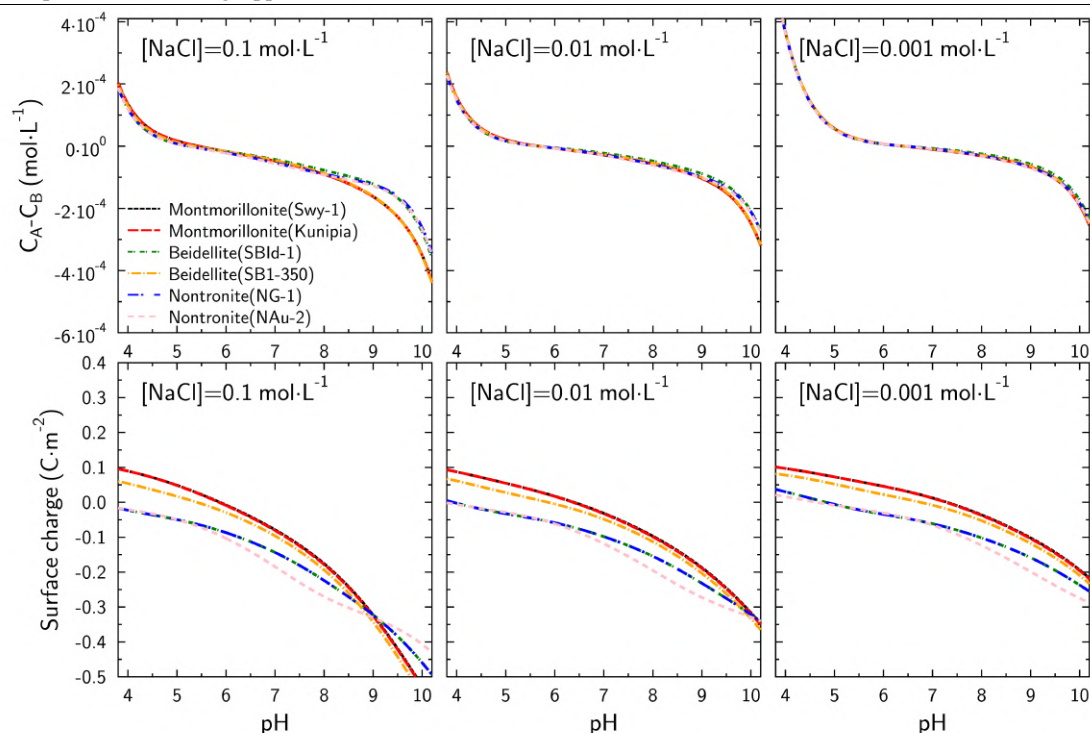 [NaCl]=0.1 mol·L⁻¹
[NaCl]=0.01 mol·L⁻¹
[NaCl]=0.001 mol·L⁻¹
4·10⁻⁴
2·10⁻⁴
0·10⁰
-2·10⁻⁴
-4·10⁻⁴
-6·10⁻⁴
C_A-C_B (mol·L⁻¹)
Montmorillonite(Swy-1)
Montmorillonite(Kunipia)
Beidellite(SBId-1)
Beidellite(SB1-350)
Nontronite(NG-1)
Nontronite(NAu-2)
4 5 6 7 8 9 10
4 5 6 7 8 9 10
4 5 6 7 8 9 10
[NaCl]=0.1 mol·L⁻¹
[NaCl]=0.01 mol·L⁻¹
[NaCl]=0.001 mol·L⁻¹
0.4
0.3
0.2
0.1
0.0
-0.1
-0.2
-0.3
-0.4
-0.5
Surface charge (C·m⁻²)
4 5 6 7 8 9 10
4 5 6 7 8 9 10
4 5 6 7 8 9 10
pH
pH
pH